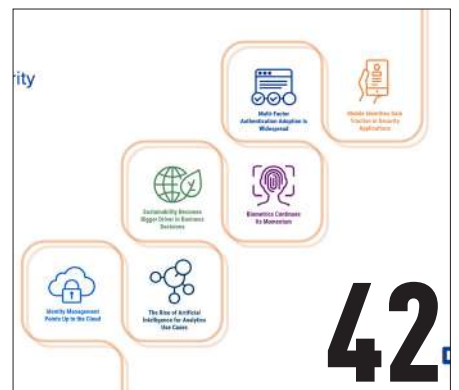 rity
Multi-Factor
Authentication Adoption is
Widespread
Mobile Identities Gain
Traction in Security
Applications
Sustainability Becomes
Bigger Driver in Business
Decisions
Biometrics Continues
Its Momentum
Identity Management
Points Up to the Cloud
The Rise of Artificial
Intelligence for Analytics
Use Cases
42